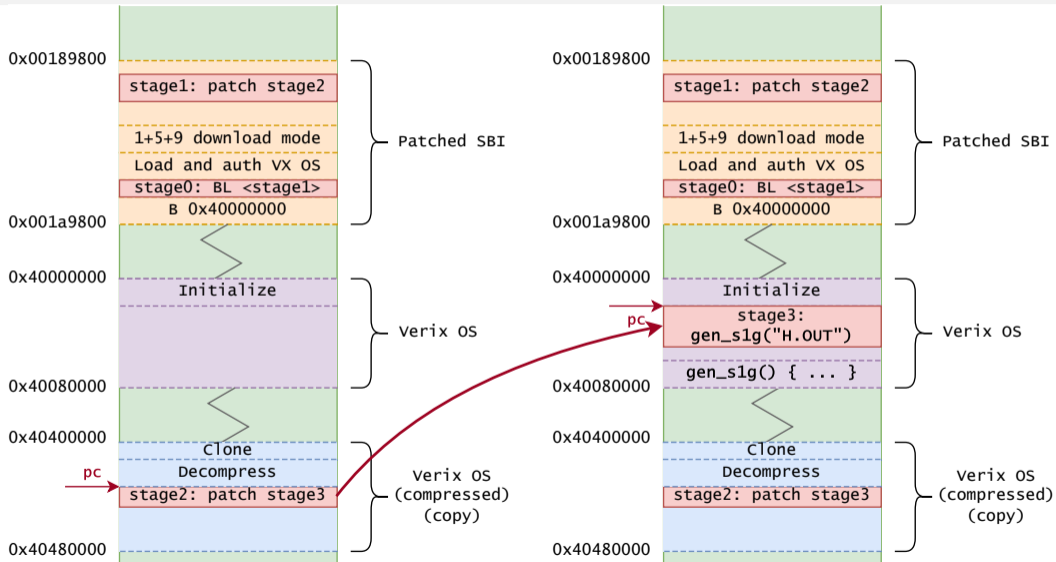 0x00189800
stage1: patch stage2
1+5+9 download mode
Patched SBI
Load and auth VX OS
stage0: BL <stage1>
B 0x40000000
0x001a9800
0x40000000
Initialize
Verix OS
0x40080000
0x40400000
Clone
pc
Decompress
stage2: patch stage3
Verix OS
(compressed)
(copy)
0x40480000
0x00189800
stage1: patch stage2
1+5+9 download mode
Patched SBI
Load and auth VX OS
stage0: BL <stage1>
B 0x40000000
0x001a9800
0x40000000
Initialize
pc
stage3:
gen_s1g("H.OUT")
Verix OS
gen_s1g() { ... }
0x40080000
0x40400000
Clone
Decompress
stage2: patch stage3
Verix OS
(compressed)
(copy)
0x40480000